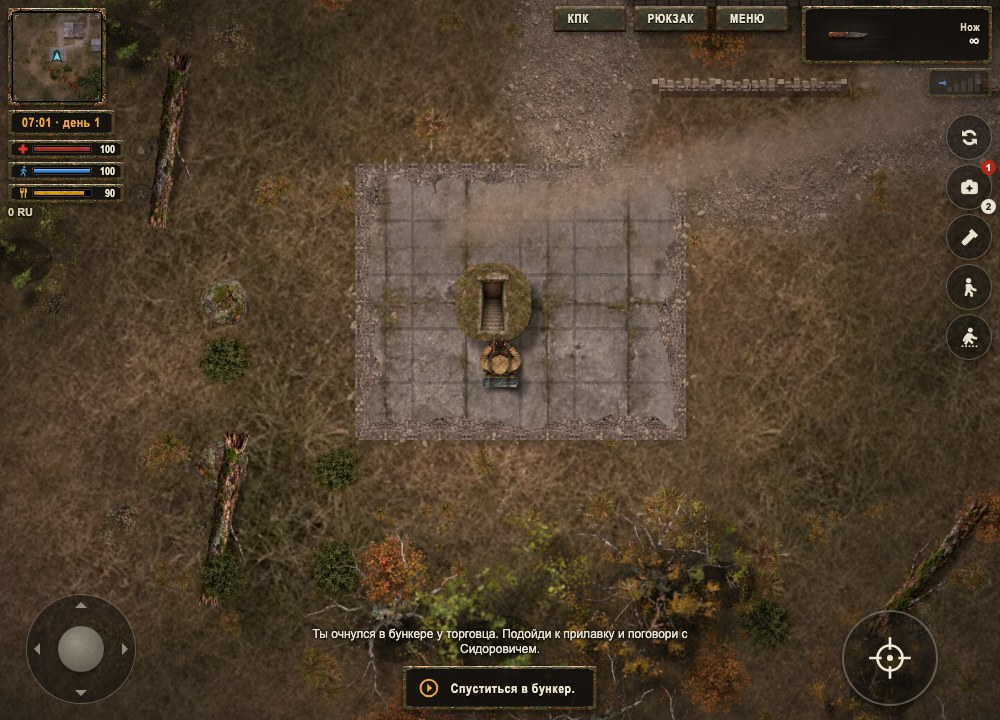 КПК
РЮКЗАК
МЕНЮ
Нож
∞
07:01 · день 1
100
100
90
0 RU
1
2
Ты очнулся в бункере у торговца. Подойди к прилавку и поговори с
Сидоровичем.
Спуститься в бункер.